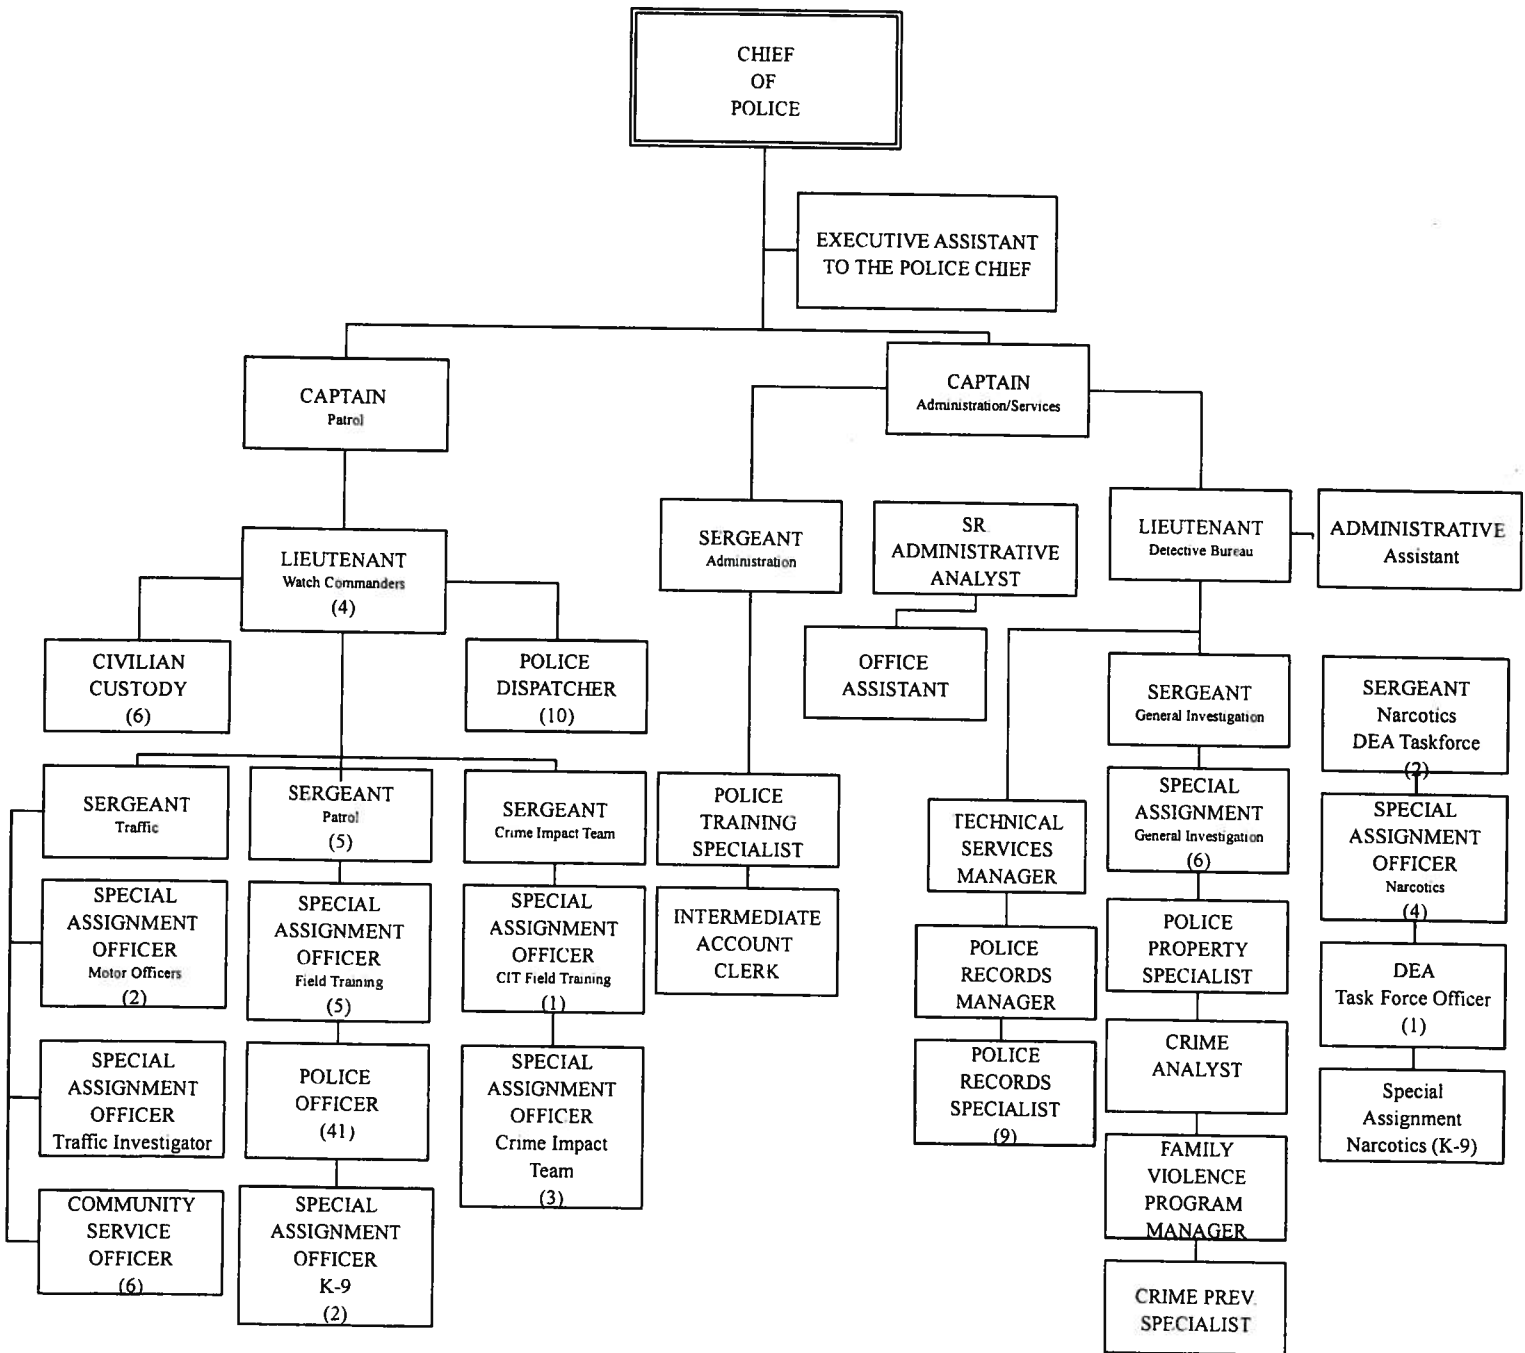 CHIEF
OF
POLICE
EXECUTIVE ASSISTANT
TO THE POLICE CHIEF
CAPTAIN
Patrol
CAPTAIN
Administration/Services
LIEUTENANT
Watch Commanders
(4)
SERGEANT
Administration
SR
ADMINISTRATIVE
ANALYST
LIEUTENANT
Detective Bureau
ADMINISTRATIVE
Assistant
CIVILIAN
CUSTODY
(6)
POLICE
DISPATCHER
(10)
OFFICE
ASSISTANT
SERGEANT
General Investigation
SERGEANT
Narcotics
DEA Taskforce
(2)
SERGEANT
Traffic
SERGEANT
Patrol
(5)
SERGEANT
Crime Impact Team
POLICE
TRAINING
SPECIALIST
TECHNICAL
SERVICES
MANAGER
SPECIAL
ASSIGNMENT
General Investigation
(6)
SPECIAL
ASSIGNMENT
OFFICER
Narcotics
(4)
SPECIAL
ASSIGNMENT
OFFICER
Motor Officers
(2)
SPECIAL
ASSIGNMENT
OFFICER
Field Training
(5)
SPECIAL
ASSIGNMENT
OFFICER
CIT Field Training
(1)
INTERMEDIATE
ACCOUNT
CLERK
POLICE
RECORDS
MANAGER
POLICE
PROPERTY
SPECIALIST
DEA
Task Force Officer
(1)
SPECIAL
ASSIGNMENT
OFFICER
Traffic Investigator
POLICE
OFFICER
(41)
SPECIAL
ASSIGNMENT
OFFICER
Crime Impact
Team
(3)
POLICE
RECORDS
SPECIALIST
(9)
CRIME
ANALYST
Special
Assignment
Narcotics (K-9)
COMMUNITY
SERVICE
OFFICER
(6)
SPECIAL
ASSIGNMENT
OFFICER
K-9
(2)
FAMILY
VIOLENCE
PROGRAM
MANAGER
CRIME PREV.
SPECIALIST